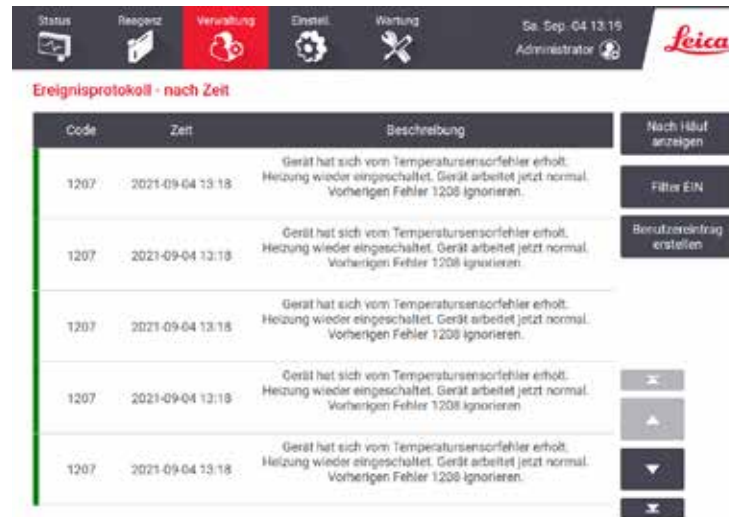 Status Reagenz Verwaltung Einstell. Wartung Sa. Sep.-04 13:19
Administrator
Leica
Ereignisprotokoll - nach Zeit
Code Zeit Beschreibung
Nach Häuf
anzeigen
Gerät hat sich vom Temperatursensorfehler erholt.
1207 2021-09-04 13:18 Heizung wieder eingeschaltet. Gerät arbeitet jetzt normal.
Vorherigen Fehler 1208 ignorieren.
Filter EIN
Benutzereintrag
erstellen
Gerät hat sich vom Temperatursensorfehler erholt.
1207 2021-09-04 13:18 Heizung wieder eingeschaltet. Gerät arbeitet jetzt normal.
Vorherigen Fehler 1208 ignorieren.
Gerät hat sich vom Temperatursensorfehler erholt.
1207 2021-09-04 13:18 Heizung wieder eingeschaltet. Gerät arbeitet jetzt normal.
Vorherigen Fehler 1208 ignorieren.
Gerät hat sich vom Temperatursensorfehler erholt.
1207 2021-09-04 13:18 Heizung wieder eingeschaltet. Gerät arbeitet jetzt normal.
Vorherigen Fehler 1208 ignorieren.
Gerät hat sich vom Temperatursensorfehler erholt.
1207 2021-09-04 13:18 Heizung wieder eingeschaltet. Gerät arbeitet jetzt normal.
Vorherigen Fehler 1208 ignorieren.